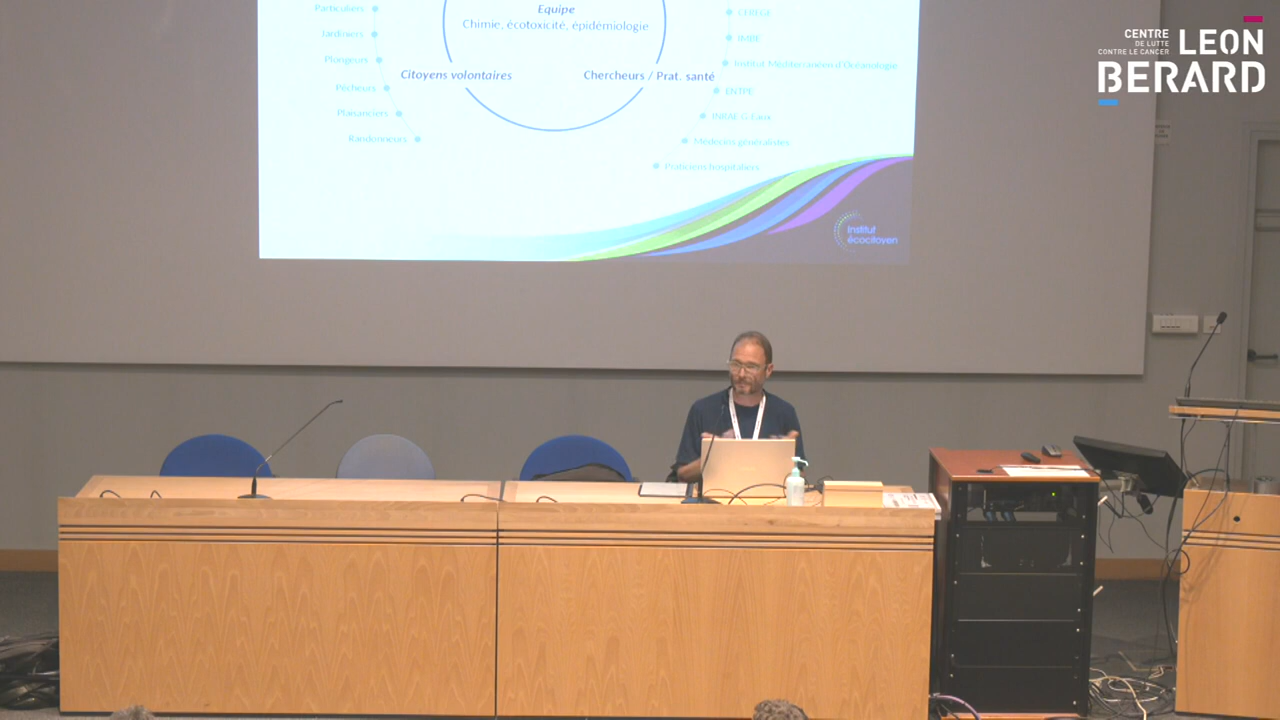 Equipe
Chimie, écotoxicité, épidémiologie
Citoyens volontaires
Chercheurs / Prat. santé
Particuliers
Jardiniers
Plongeurs
Pêcheurs
Plaisanciers
Randonneurs
CEREGE
IMBE
Institut Méditerranéen d'Océanologie
ENTPE
INRAE G-Eaux
Médecins généralistes
Praticiens hospitaliers
institut
écocitoyen
CENTRE
DE LUTTE
CONTRE LE CANCER
LEON
BERARD